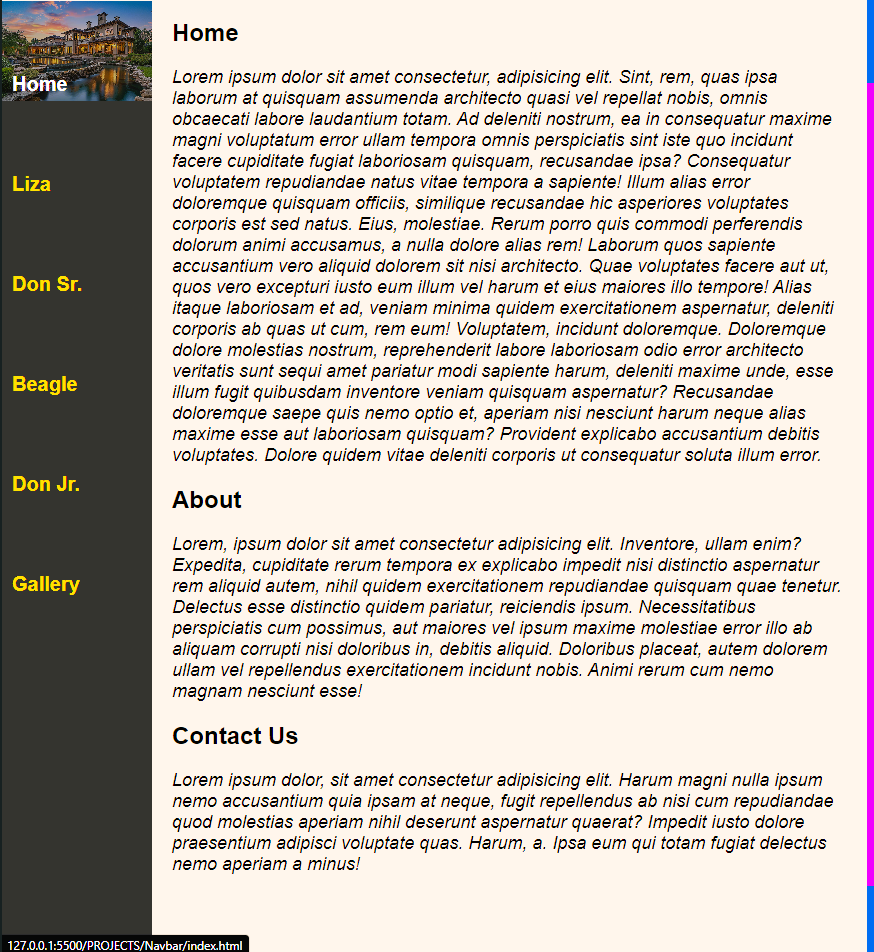 Home
Liza
Don Sr.
Beagle
Don Jr.
Gallery
Home
Lorem ipsum dolor sit amet consectetur, adipisicing elit. Sint, rem, quas ipsa
laborum at quisquam assumenda architecto quasi vel repellat nobis, omnis
obcaecati labore laudantium totam. Ad deleniti nostrum, ea in consequatur maxime
magni voluptatum error ullam tempora omnis perspiciatis sint iste quo incidunt
facere cupiditate fugiat laboriosam quisquam, recusandae ipsa? Consequatur
voluptatem repudiandae natus vitae tempora a sapiente! Illum alias error
doloremque quisquam officiis, similique recusandae hic asperiores voluptates
corporis est sed natus. Eius, molestiae. Rerum porro quis commodi perferendis
dolorum animi accusamus, a nulla dolore alias rem! Laborum quos sapiente
accusantium vero aliquid dolorem sit nisi architecto. Quae voluptates facere aut ut,
quos vero excepturi iusto eum illum vel harum et eius maiores illo tempore! Alias
itaque laboriosam et ad, veniam minima quidem exercitationem aspernatur, deleniti
corporis ab quas ut cum, rem eum! Voluptatem, incidunt doloremque. Doloremque
dolore molestias nostrum, reprehenderit labore laboriosam odio error architecto
veritatis sunt sequi amet pariatur modi sapiente harum, deleniti maxime unde, esse
illum fugit quibusdam inventore veniam quisquam aspernatur? Recusandae
doloremque saepe quis nemo optio et, aperiam nisi nesciunt harum neque alias
maxime esse aut laboriosam quisquam? Provident explicabo accusantium debitis
voluptates. Dolore quidem vitae deleniti corporis ut consequatur soluta illum error.
About
Lorem, ipsum dolor sit amet consectetur adipisicing elit. Inventore, ullam enim?
Expedita, cupiditate rerum tempora ex explicabo impedit nisi distinctio aspernatur
rem aliquid autem, nihil quidem exercitationem repudiandae quisquam quae tenetur.
Delectus esse distinctio quidem pariatur, reiciendis ipsum. Necessitatibus
perspiciatis cum possimus, aut maiores vel ipsum maxime molestiae error illo ab
aliquam corrupti nisi doloribus in, debitis aliquid. Doloribus placeat, autem dolorem
ullam vel repellendus exercitationem incidunt nobis. Animi rerum cum nemo
magnam nesciunt esse!
Contact Us
Lorem ipsum dolor, sit amet consectetur adipisicing elit. Harum magni nulla ipsum
nemo accusantium quia ipsam at neque, fugit repellendus ab nisi cum repudiandae
quod molestias aperiam nihil deserunt aspernatur quaerat? Impedit iusto dolore
praesentium adipisci voluptate quas. Harum, a. Ipsa eum qui totam fugiat delectus
nemo aperiam a minus!
127.0.0.1:5500/PROJECTS/Navbar/index.html